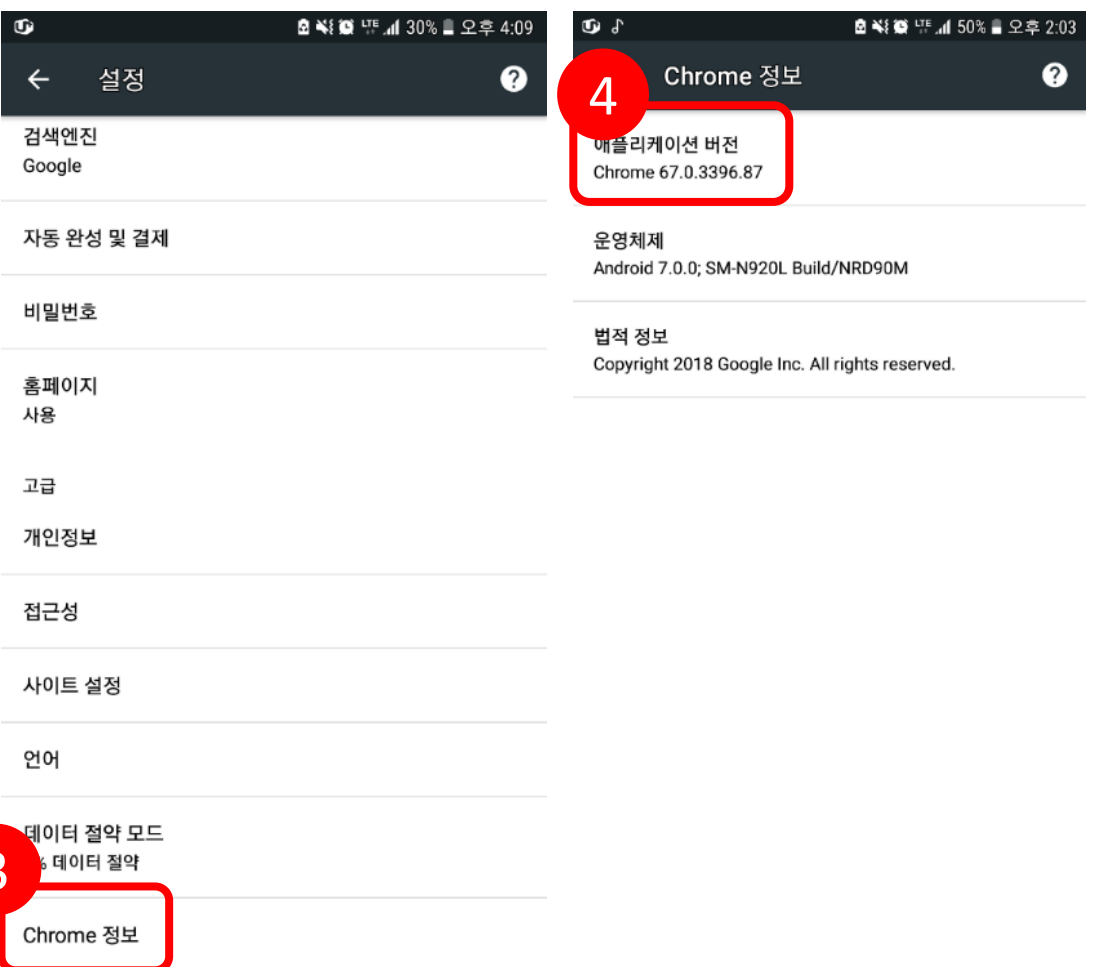 LTE 30% 오후 4:09
설정
검색엔진
Google
자동 완성 및 결제
비밀번호
홈페이지
사용
고급
개인정보
접근성
사이트 설정
언어
데이터 절약 모드
% 데이터 절약
3
Chrome 정보
LTE 50% 오후 2:03
4
Chrome 정보
애플리케이션 버전
Chrome 67.0.3396.87
운영체제
Android 7.0.0; SM-N920L Build/NRD90M
법적 정보
Copyright 2018 Google Inc. All rights reserved.